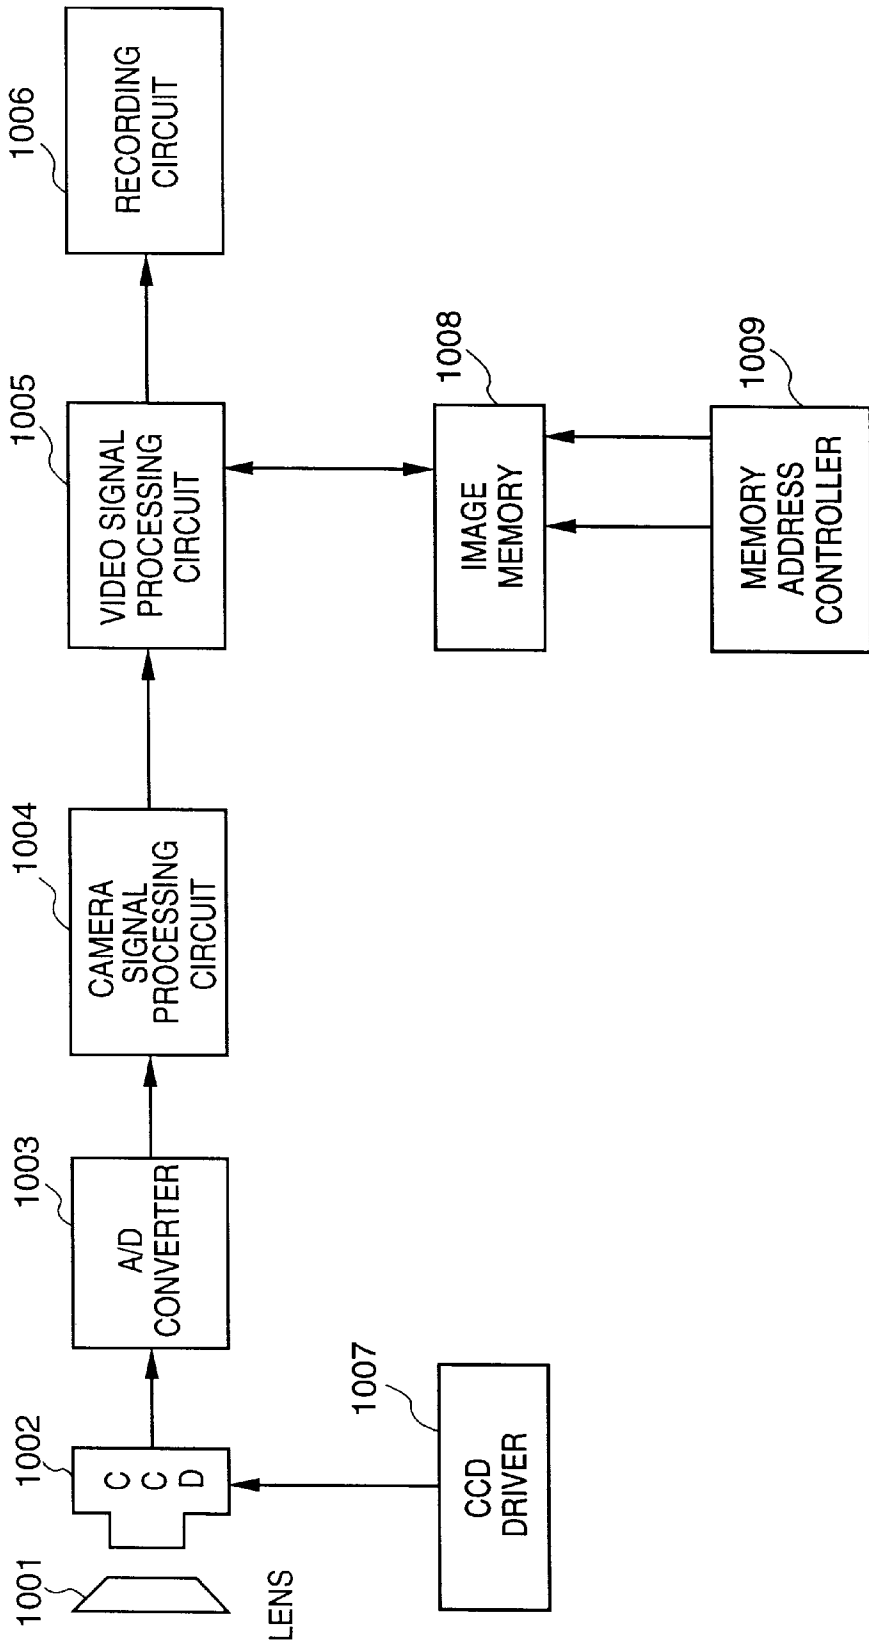 1001
LENS
1002
C
C
D
1003
A/D
CONVERTER
1004
CAMERA
SIGNAL
PROCESSING
CIRCUIT
1005
VIDEO SIGNAL
PROCESSING
CIRCUIT
1006
RECORDING
CIRCUIT
1007
CCD
DRIVER
1008
IMAGE
MEMORY
1009
MEMORY
ADDRESS
CONTROLLER